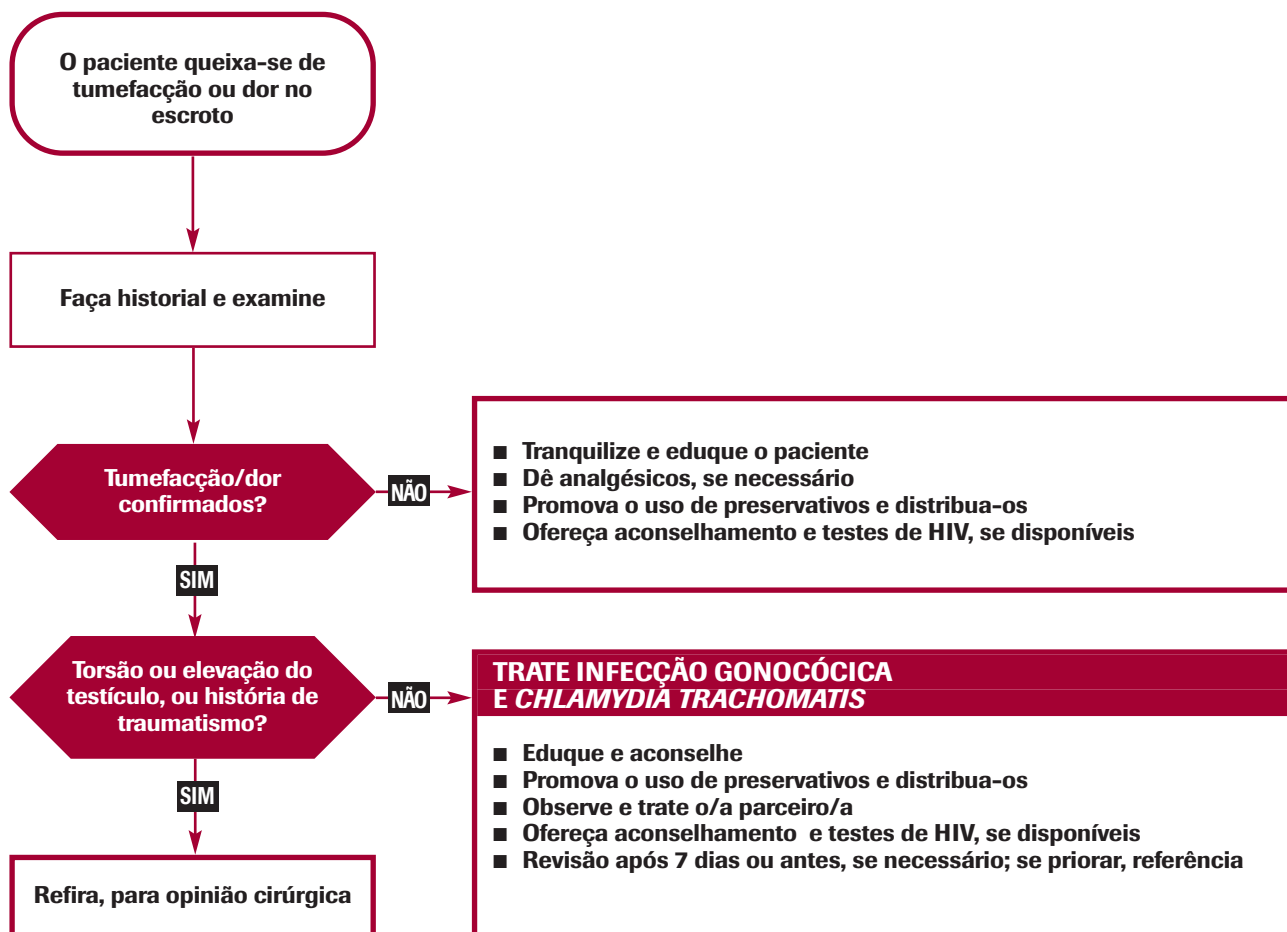 O paciente queixa-se de
tumefacção ou dor no
escroto
Faça historial e examine
Tumefacção/dor
confirmados?
NÃO
■ Tranquilize e eduque o paciente
■ Dê analgésicos, se necessário
■ Promova o uso de preservativos e distribua-os
■ Ofereça aconselhamento e testes de HIV, se disponíveis
SIM
Torsão ou elevação do
testículo, ou história de
traumatismo?
NÃO
TRATE INFECÇÃO GONOCÓCICA
E CHLAMYDIA TRACHOMATIS
■ Eduque e aconselhe
■ Promova o uso de preservativos e distribua-os
■ Observe e trate o/a parceiro/a
■ Ofereça aconselhamento e testes de HIV, se disponíveis
■ Revisão após 7 dias ou antes, se necessário; se priorar, referência
SIM
Refira, para opinião cirúrgica